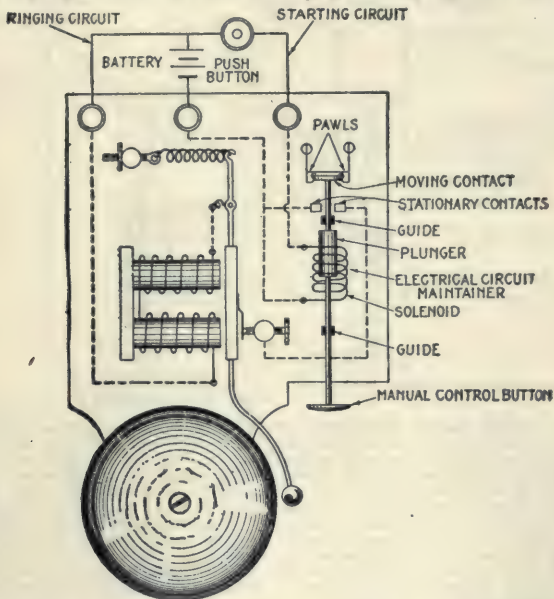 RINGING CIRCUIT
STARTING CIRCUIT
BATTERY
PUSH
BUTTON
PAWLS
MOVING CONTACT
STATIONARY CONTACTS
GUIDE
PLUNGER
ELECTRICAL CIRCUIT
MAINTAINER
SOLENOID
GUIDE
MANUAL CONTROL BUTTON